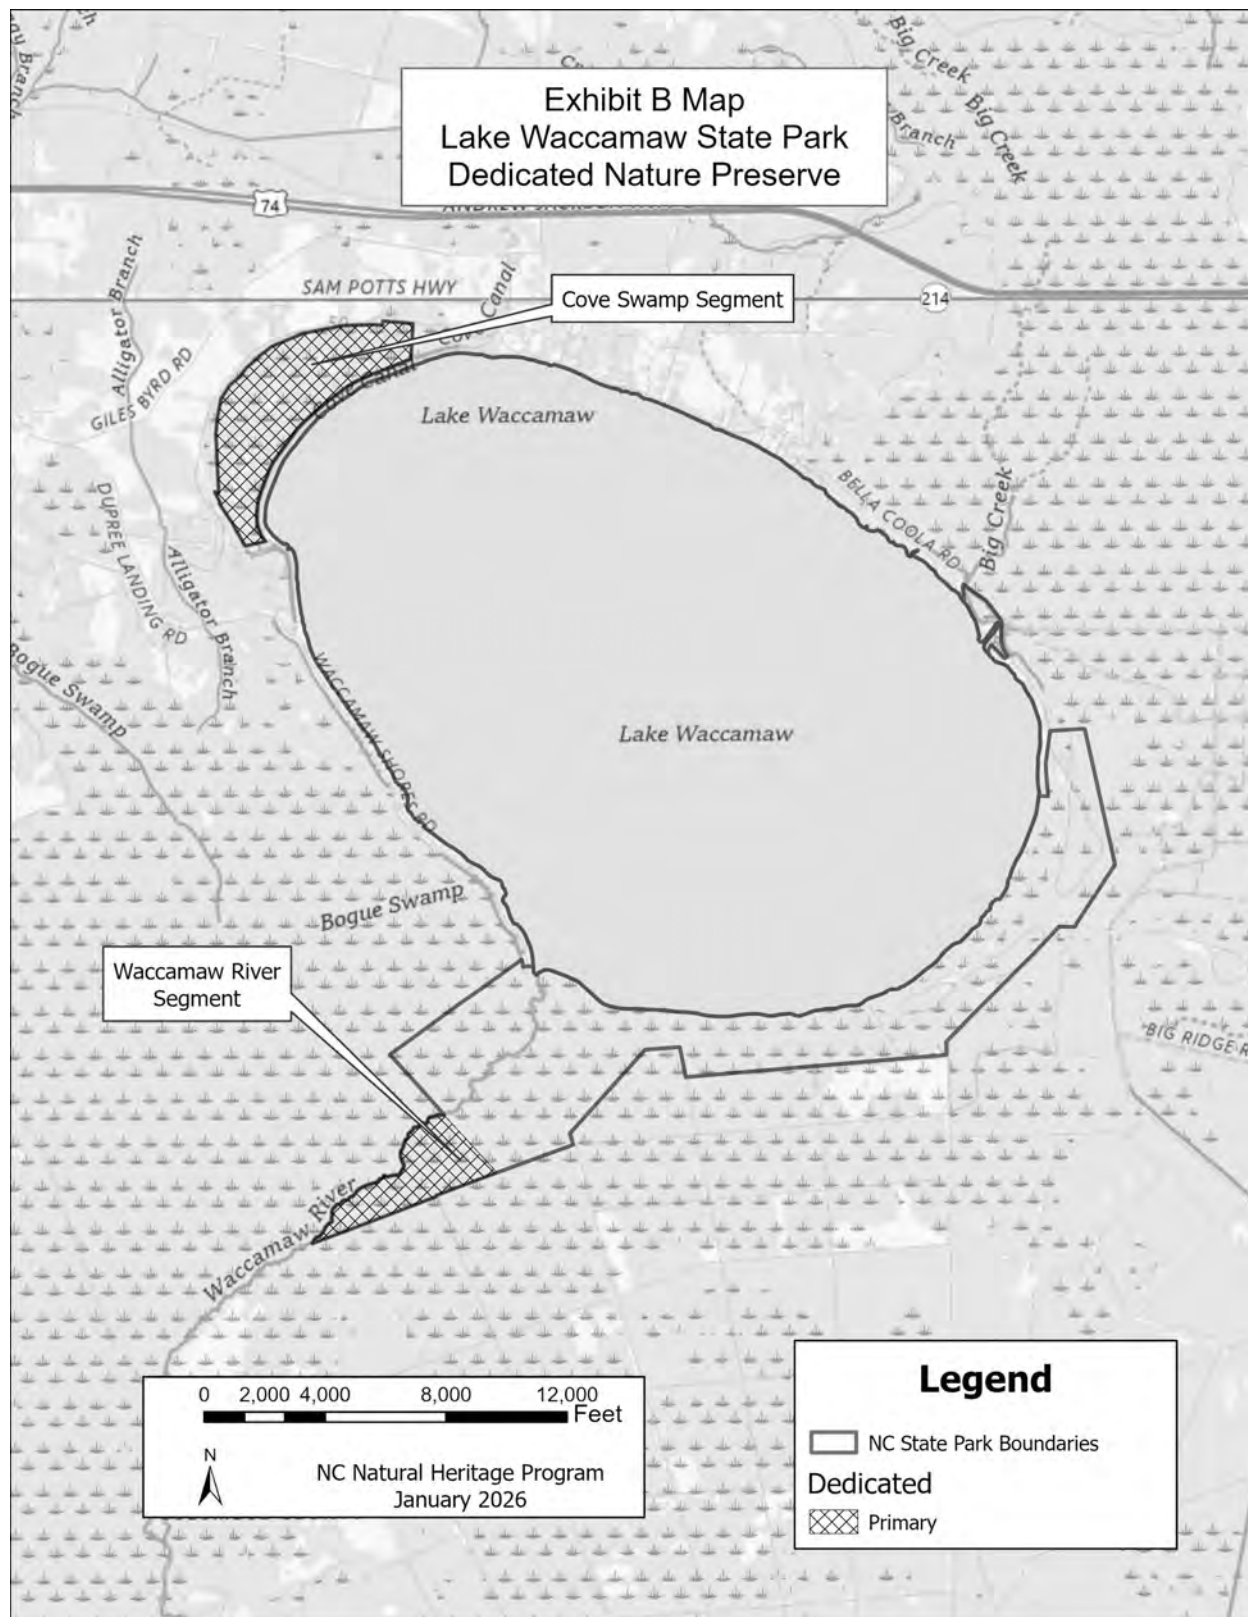 Exhibit B Map
Lake Waccamaw State Park
Dedicated Nature Preserve
Big Creek
Big Creek
Branch
Branch
74
SAM POTTS HWY
214
Cove Canal
Cove Swamp Segment
Alligator Branch
GILES BYRD RD
50
Canal
Lake Waccamaw
BELLA COOLA RD
Big Creek
DUPREE LANDING RD
Alligator Branch
Bogue Swamp
WACCAMAW SHORES RD
Lake Waccamaw
Bogue Swamp
Waccamaw River
Segment
BIG RIDGE R
Waccamaw River
0 2,000 4,000 8,000 12,000
Feet
N
NC Natural Heritage Program
January 2026
Legend
NC State Park Boundaries
Dedicated
Primary